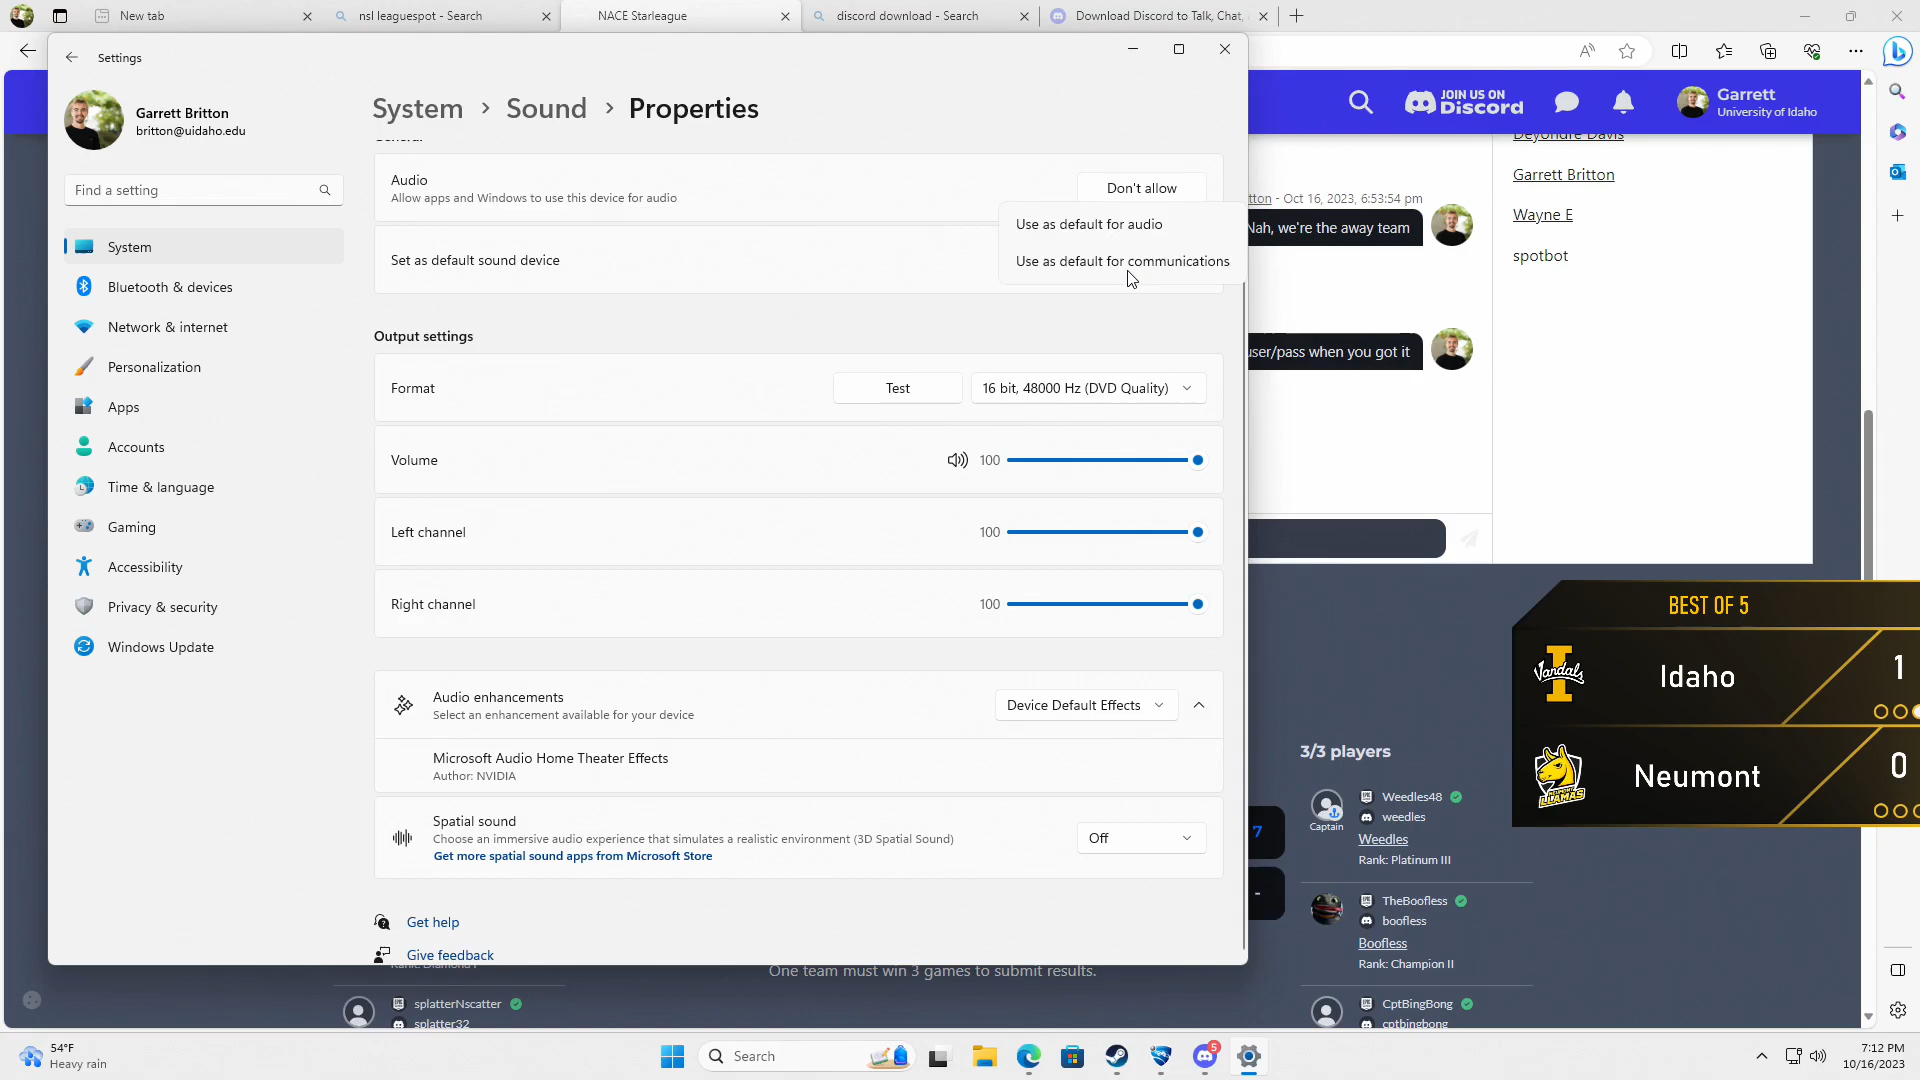 New tab
nsl leaguespot - Search
NACE Starleague
discord download - Search
Download Discord to Talk, Chat,
Settings
Garrett Britton
britton@uidaho.edu
Find a setting
System
Bluetooth & devices
Network & internet
Personalization
Apps
Accounts
Time & language
Gaming
Accessibility
Privacy & security
Windows Update
System > Sound > Properties
Audio
Allow apps and Windows to use this device for audio
Don't allow
Set as default sound device
Use as default for audio
Use as default for communications
Output settings
Format
Test
16 bit, 48000 Hz (DVD Quality)
Volume
100
Left channel
100
Right channel
100
Audio enhancements
Select an enhancement available for your device
Device Default Effects
Microsoft Audio Home Theater Effects
Author: NVIDIA
Spatial sound
Choose an immersive audio experience that simulates a realistic environment (3D Spatial Sound)
Get more spatial sound apps from Microsoft Store
Off
Get help
Give feedback
JOIN US ON
Discord
Garrett
University of Idaho
tton - Oct 16, 2023, 6:53:54 pm
Nah, we're the away team
user/pass when you got it
Deyondre Davis
Garrett Britton
Wayne E
spotbot
BEST OF 5
Vandals
Idaho
1
NEUMONT
LLAMAS
Neumont
0
7
-
3/3 players
Captain
Weedles48
weedles
Weedles
Rank: Platinum III
TheBoofless
boofless
Boofless
Rank: Champion II
CptBingBong
cptbingbong
One team must win 3 games to submit results.
splatterNscatter
splatter32
54°F
Heavy rain
Search
5
7:12 PM
10/16/2023